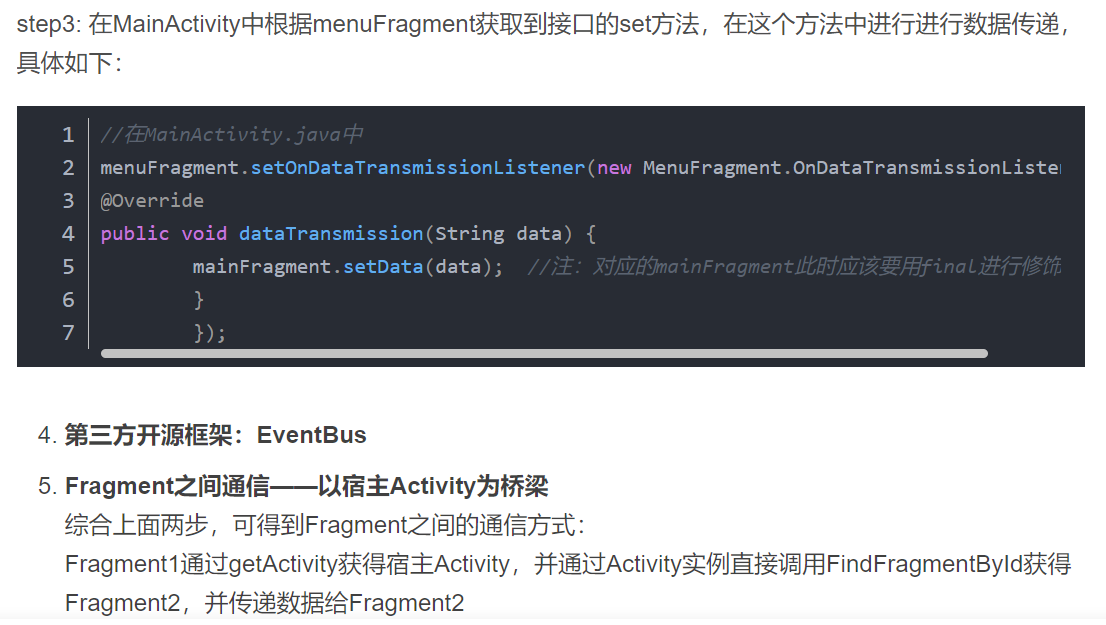 step3: 在MainActivity中根据menuFragment获取到接口的set方法，在这个方法中进行进行数据传递，
具体如下：
1 //在MainActivity.java中
2 menuFragment.setOnDataTransmissionListener(new MenuFragment.OnDataTransmissionListe
3 @Override
4 public void dataTransmission(String data) {
5 mainFragment.setData(data);  //注：对应的mainFragment此时应该要用final进行修饰
6 }
7 });
4. 第三方开源框架：EventBus
5. Fragment之间通信——以宿主Activity为桥梁
综合上面两步，可得到Fragment之间的通信方式：
Fragment1通过getActivity获得宿主Activity，并通过Activity实例直接调用FindFragmentById获得
Fragment2，并传递数据给Fragment2